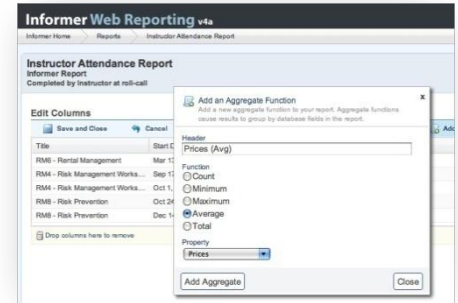 Informer Web Reporting v4a
Informer Home Reports Instructor Attendance Report
Instructor Attendance Report
Informer Report
Completed by Instructor at roll-call
Edit Columns
Save and Close Cancel
Title Start D
RM6 - Rental Management Mar 13
RM4 - Risk Management Works... Sep 17
RM4 - Risk Management Works... Oct 1,
RM8 - Risk Prevention Oct 24
RM8 - Risk Prevention Dec 14
Drop columns here to remove
Add an Aggregate Function x
Add a new aggregate function to your report. Aggregate functions
cause results to group by database fields in the report.
Header
Prices (Avg)
Function
Count
Minimum
Maximum
Average
Total
Property
Prices
Add Aggregate Close